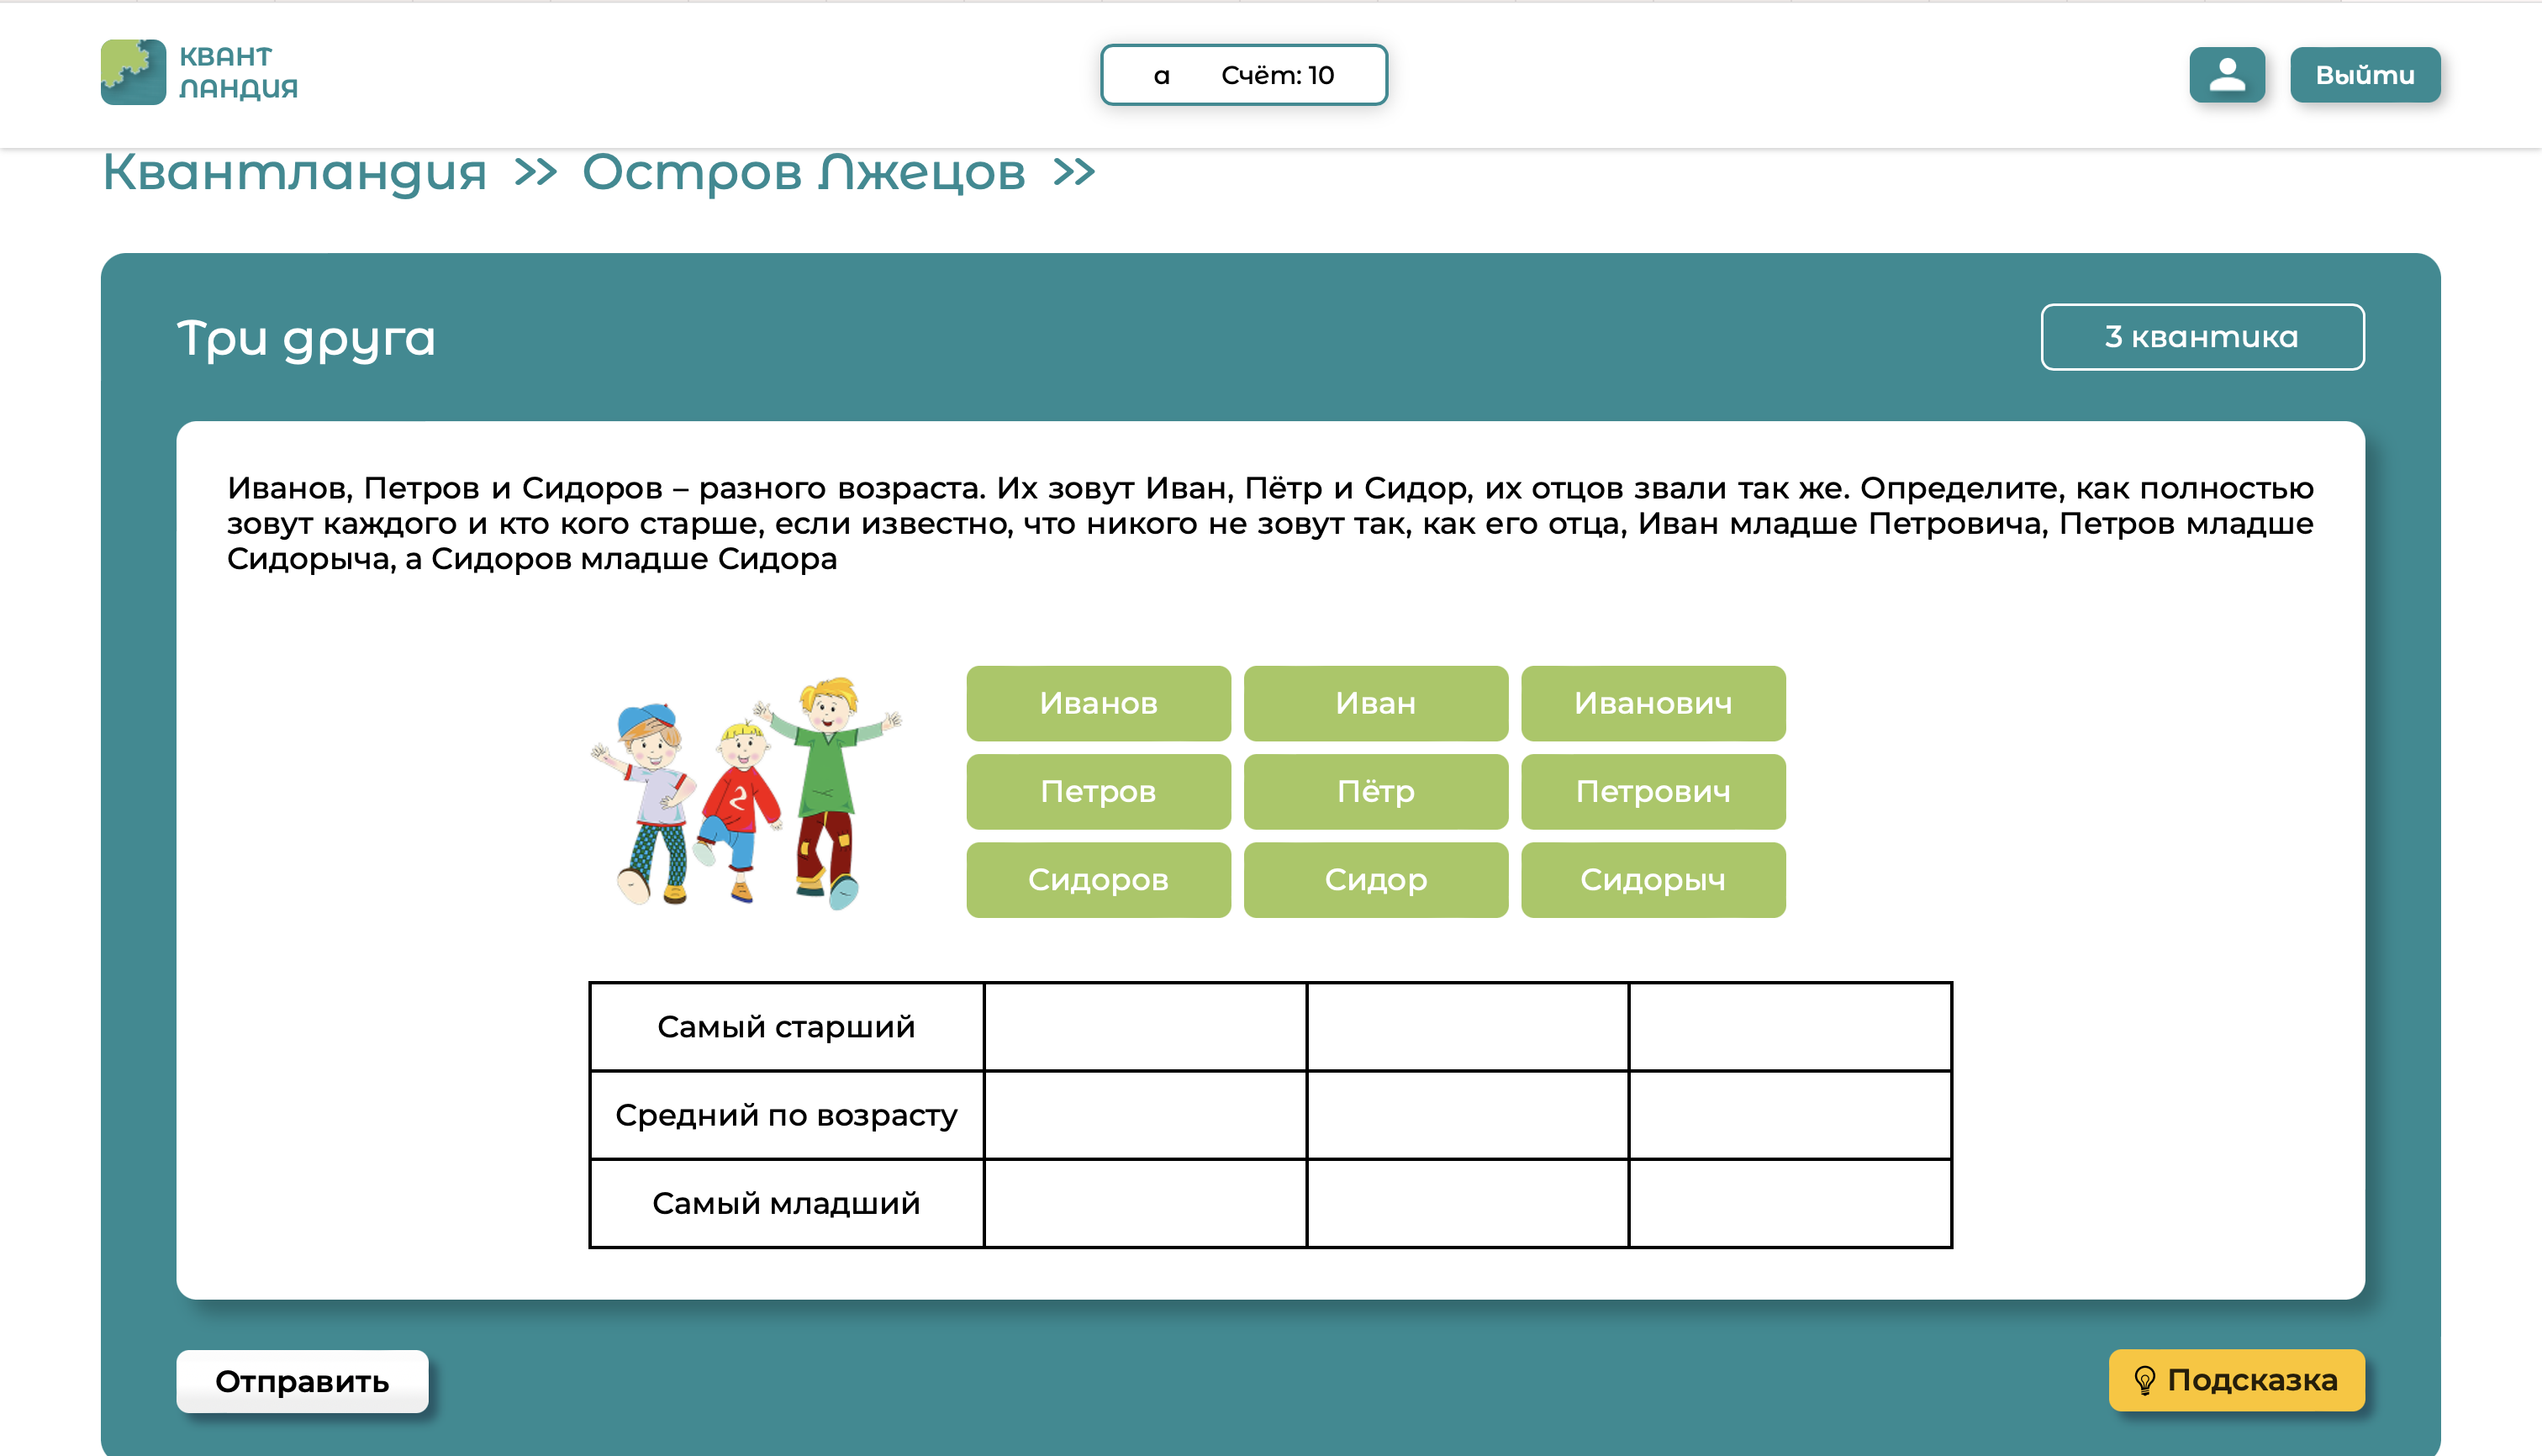 КВАНТ
ЛАНДИЯ
а Счёт: 10
Выйти
Квантландия >> Остров Лжецов >>
Три друга
3 квантика
Иванов, Петров и Сидоров – разного возраста. Их зовут Иван, Пётр и Сидор, их отцов звали так же. Определите, как полностью
зовут каждого и кто кого старше, если известно, что никого не зовут так, как его отца, Иван младше Петровича, Петров младше
Сидорыча, а Сидоров младше Сидора
Иванов Иван Иванович
Петров Пётр Петрович
Сидоров Сидор Сидорыч
2
Самый старший
Средний по возрасту
Самый младший
Отправить
Подсказка